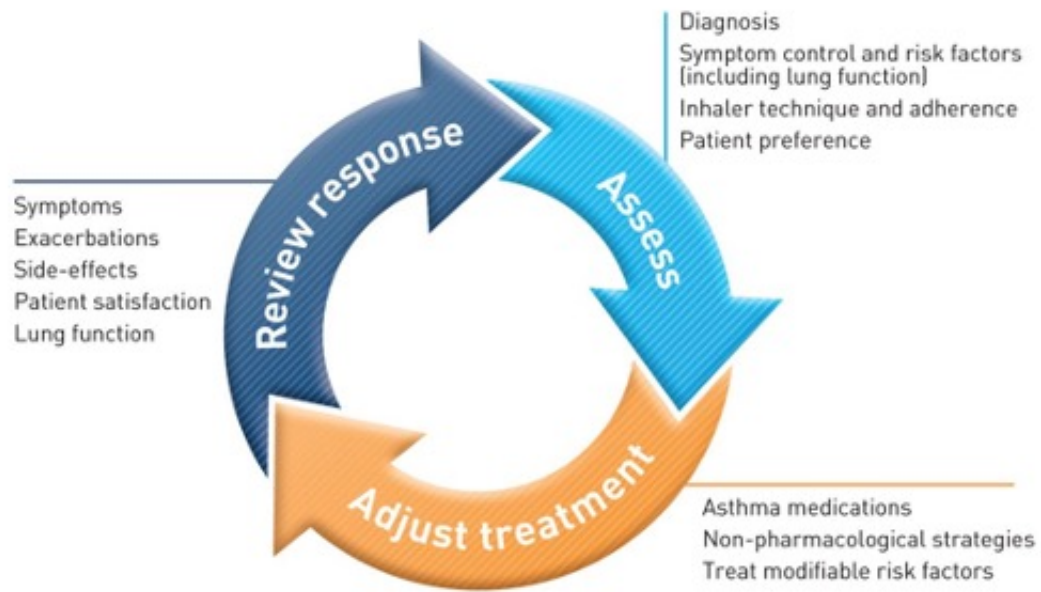 Diagnosis
Symptom control and risk factors
(including lung function)
Inhaler technique and adherence
Patient preference
Assess
Review response
Symptoms
Exacerbations
Side-effects
Patient satisfaction
Lung function
Adjust treatment
Asthma medications
Non-pharmacological strategies
Treat modifiable risk factors